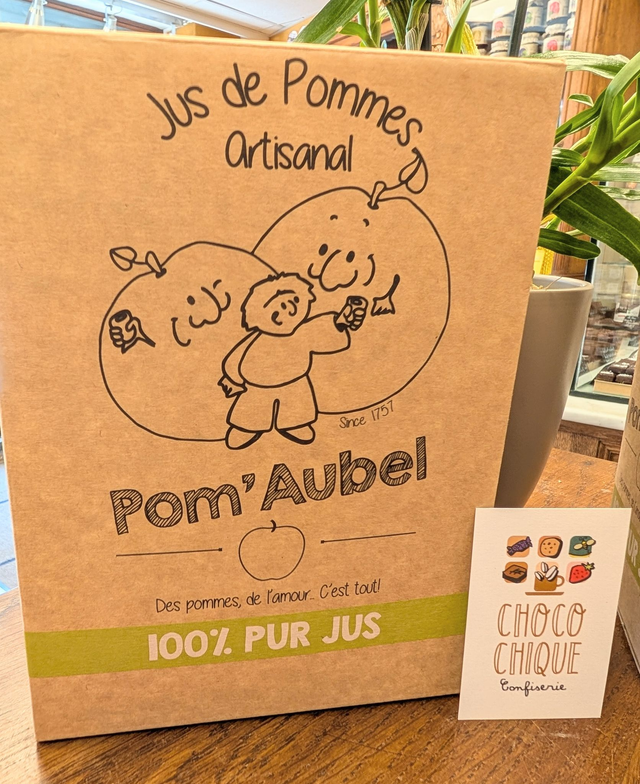 Jus de Pommes
Artisanal
Since 1757
Pom'Aubel
Des pommes, de l'amour.. C'est tout!
100% PUR JUS
CHOCO
CHIQUE
Confiserie